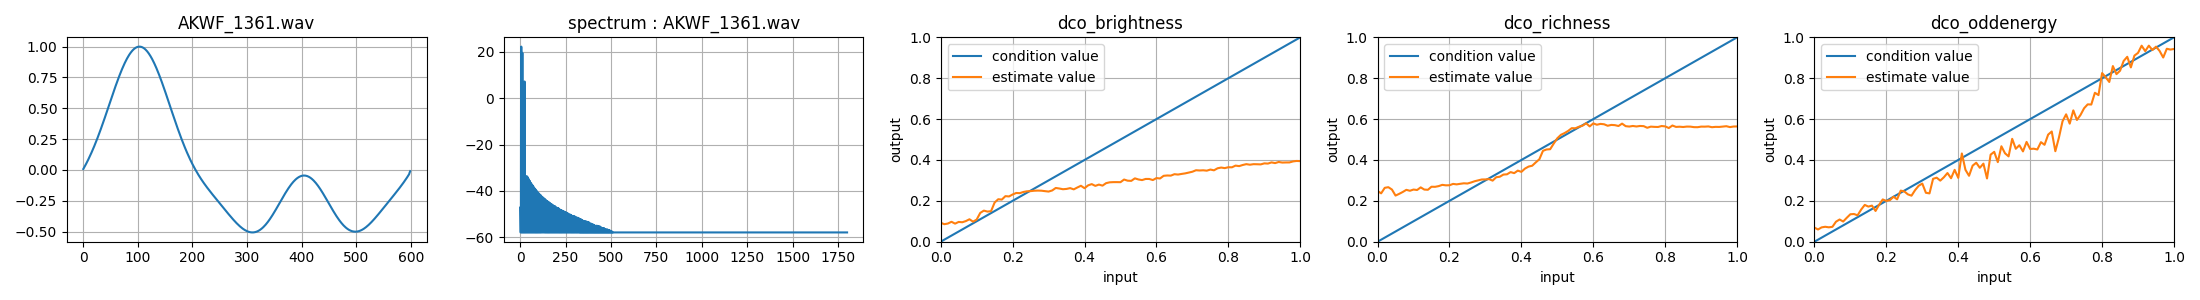 AKWF_1361.wav
1.00
0.75
0.50
0.25
0.00
−0.25
−0.50
0 100 200 300 400 500 600
spectrum : AKWF_1361.wav
20
0
−20
−40
−60
0 250 500 750 1000 1250 1500 1750
dco_brightness
condition value
estimate value
output
1.0
0.8
0.6
0.4
0.2
0.0
0.0 0.2 0.4 0.6 0.8 1.0
input
dco_richness
condition value
estimate value
output
1.0
0.8
0.6
0.4
0.2
0.0
0.0 0.2 0.4 0.6 0.8 1.0
input
dco_oddenergy
condition value
estimate value
output
1.0
0.8
0.6
0.4
0.2
0.0
0.0 0.2 0.4 0.6 0.8 1.0
input